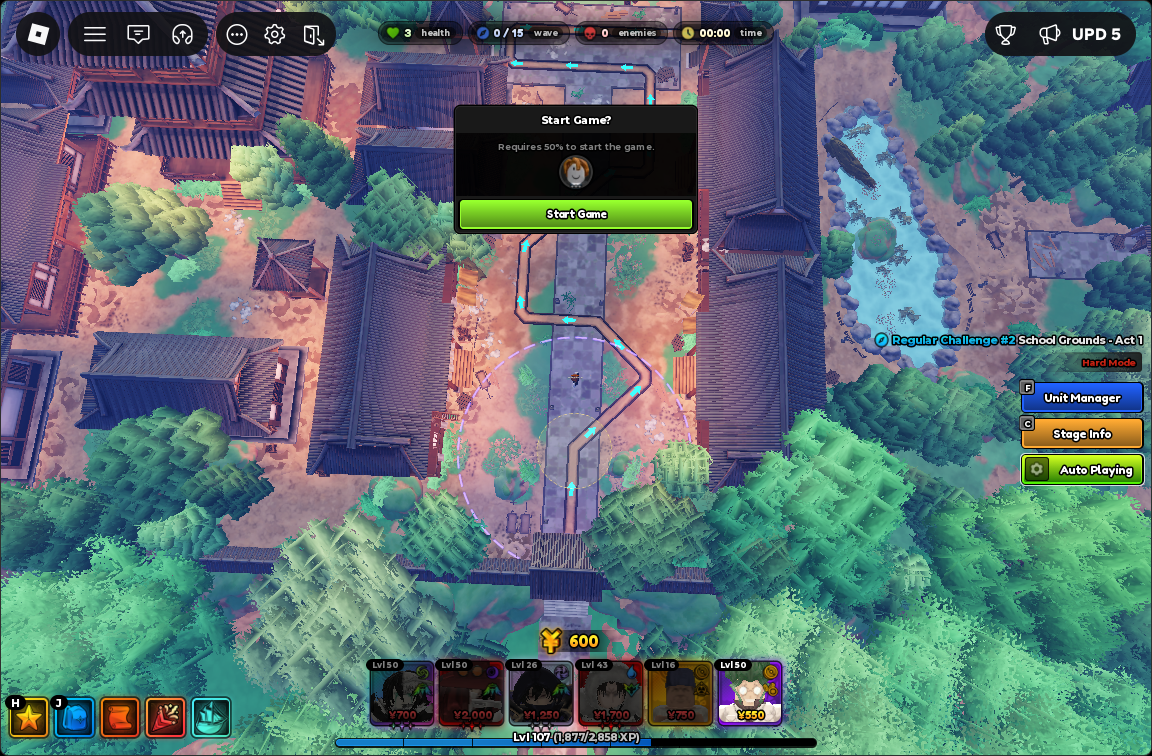 3 health
0 / 15 wave
0 enemies
00:00 time
UPD 5
Start Game?
Requires 50% to start the game.
Start Game
Regular Challenge #2 School Grounds - Act 1
Hard Mode
F
Unit Manager
C
Stage Info
Auto Playing
600
Lvl 50
¥700
Lvl 50
¥2,000
Lvl 26
¥1,250
Lvl 43
¥1,700
Lvl 16
¥750
Lvl 50
¥550
H
J
Lvl 107 (1,877/2,858 XP)